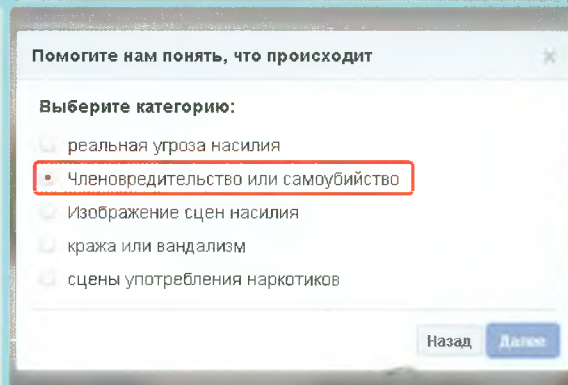 Помогите нам понять, что происходит
Выберите категорию:
реальная угроза насилия
Членовредительство или самоубийство
Изображение сцен насилия
кража или вандализм
сцены употребления наркотиков
Назад Далее